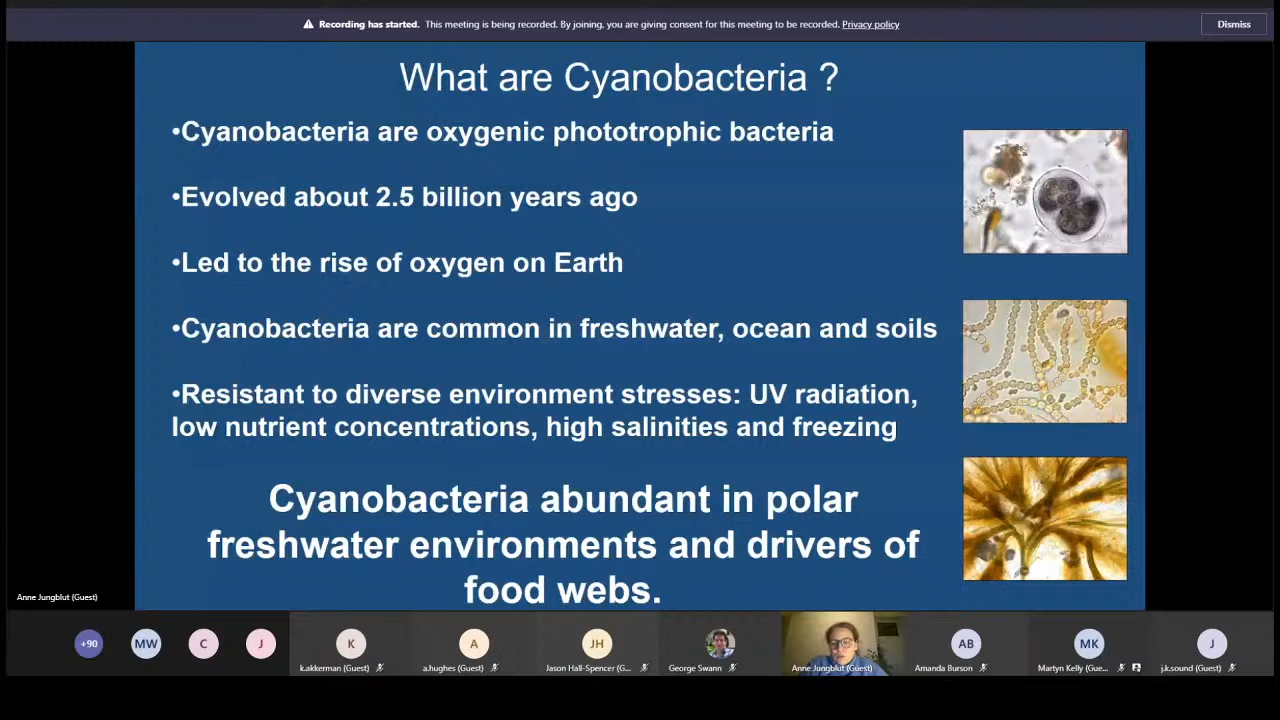 Recording has started. This meeting is being recorded. By joining, you are giving consent for this meeting to be recorded. Privacy policy
Dismiss
What are Cyanobacteria ?
•Cyanobacteria are oxygenic phototrophic bacteria
•Evolved about 2.5 billion years ago
•Led to the rise of oxygen on Earth
•Cyanobacteria are common in freshwater, ocean and soils
•Resistant to diverse environment stresses: UV radiation,
low nutrient concentrations, high salinities and freezing
Cyanobacteria abundant in polar
freshwater environments and drivers of
food webs.
Anne Jungblut (Guest)
+90
MW
C
J
K
k.akkerman (Guest)
A
a.hughes (Guest)
JH
Jason Hall-Spencer (G...
George Swann
Anne Jungblut (Guest)
AB
Amanda Burson
MK
Martyn Kelly (Gue...
J
j.k.sound (Guest)